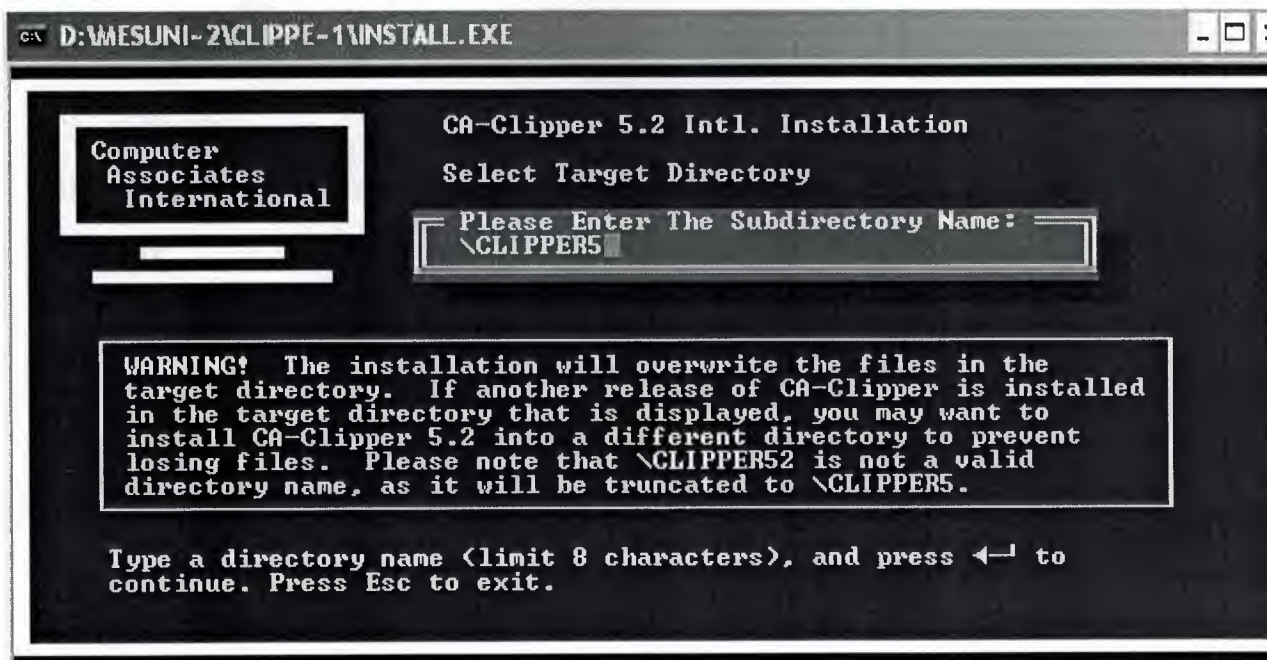 D:\MESUNI~2\CLIPPE~1\INSTALL.EXE
Computer
Associates
International
CA-Clipper 5.2 Intl. Installation
Select Target Directory
Please Enter The Subdirectory Name:
\CLIPPER5
WARNING! The installation will overwrite the files in the
target directory. If another release of CA-Clipper is installed
in the target directory that is displayed, you may want to
install CA-Clipper 5.2 into a different directory to prevent
losing files. Please note that \CLIPPER52 is not a valid
directory name, as it will be truncated to \CLIPPER5.
Type a directory name (limit 8 characters), and press ◄┘ to
continue. Press Esc to exit.